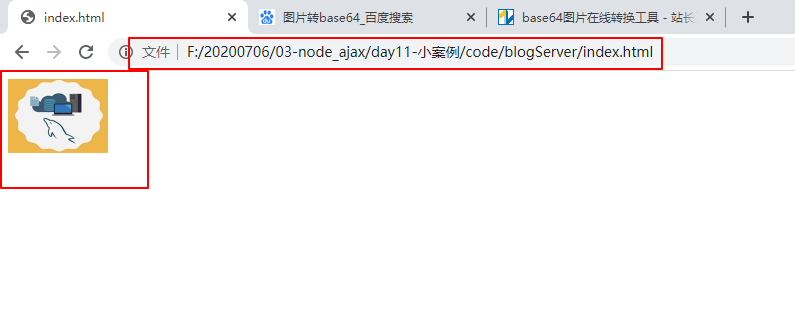 index.html
图片转base64_百度搜索
base64图片在线转换工具 - 站长
文件
F:/20200706/03-node_ajax/day11-小案例/code/blogServer/index.html